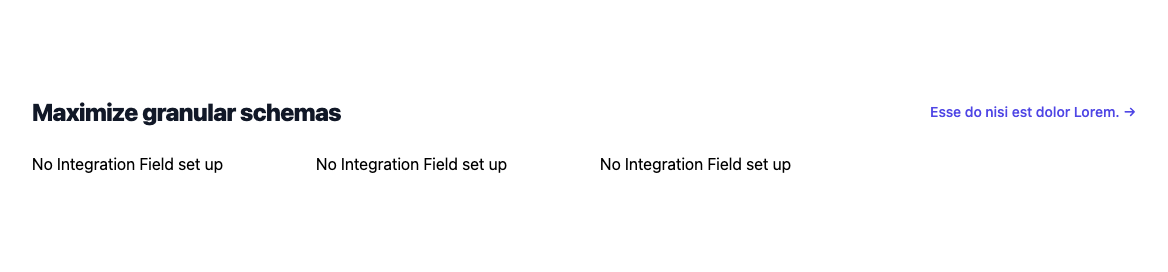 Maximize granular schemas
Esse do nisi est dolor Lorem. →
No Integration Field set up
No Integration Field set up
No Integration Field set up